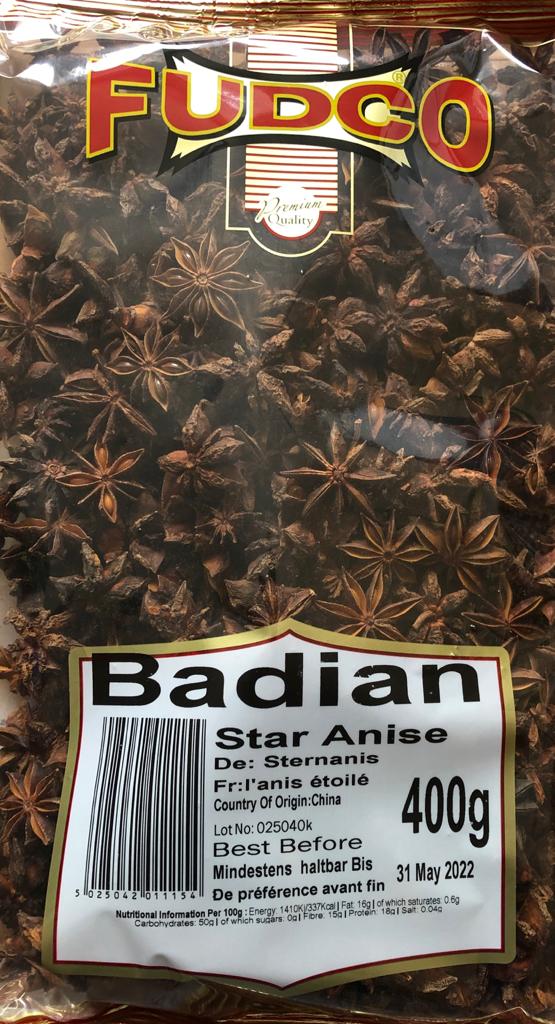 FUDCO®
Premium
Quality
Badian
Star Anise
De: Sternanis
Fr:l'anis étoilé
Country Of Origin:China
400g
Lot No: 025040k
Best Before
Mindestens haltbar Bis
31 May 2022
De préférence avant fin
5 025042 011154
Nutritional Information Per 100g : Energy: 1410Kj/337Kcal| Fat: 16g| of which saturates: 0.6g
Carbohydrates: 50g| of which sugars: 0g| Fibre: 15g| Protein: 18g| Salt: 0.04g